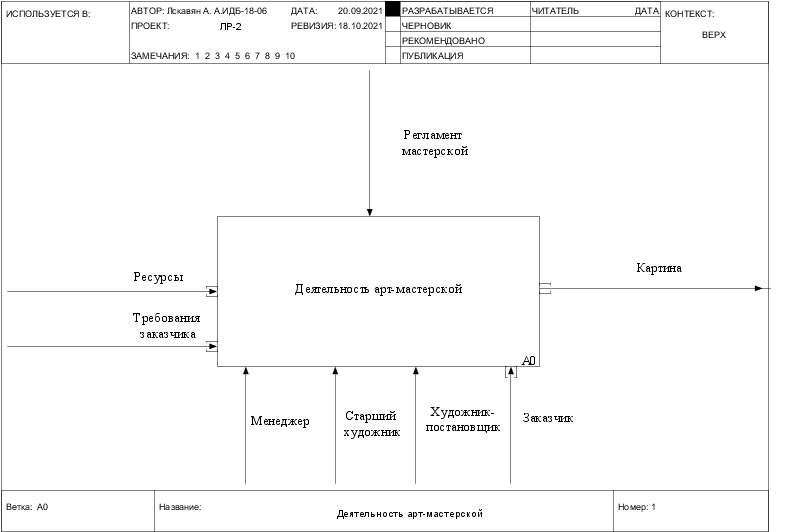 ИСПОЛЬЗУЕТСЯ В:
АВТОР: Лскавян А. А.ИДБ-18-06
ДАТА: 20.09.2021
РАЗРАБАТЫВАЕТСЯ
ЧИТАТЕЛЬ
ДАТА
КОНТЕКСТ:
ПРОЕКТ: ЛР-2
РЕВИЗИЯ: 18.10.2021
ЧЕРНОВИК
ВЕРХ
РЕКОМЕНДОВАНО
ЗАМЕЧАНИЯ: 1 2 3 4 5 6 7 8 9 10
ПУБЛИКАЦИЯ
Регламент
мастерской
Ресурсы
Деятельность арт-мастерской
Картина
Требования
заказчика
A0
Менеджер
Старший
художник
Художник-
постановщик
Заказчик
Ветка: A0
Название:
Деятельность арт-мастерской
Номер: 1